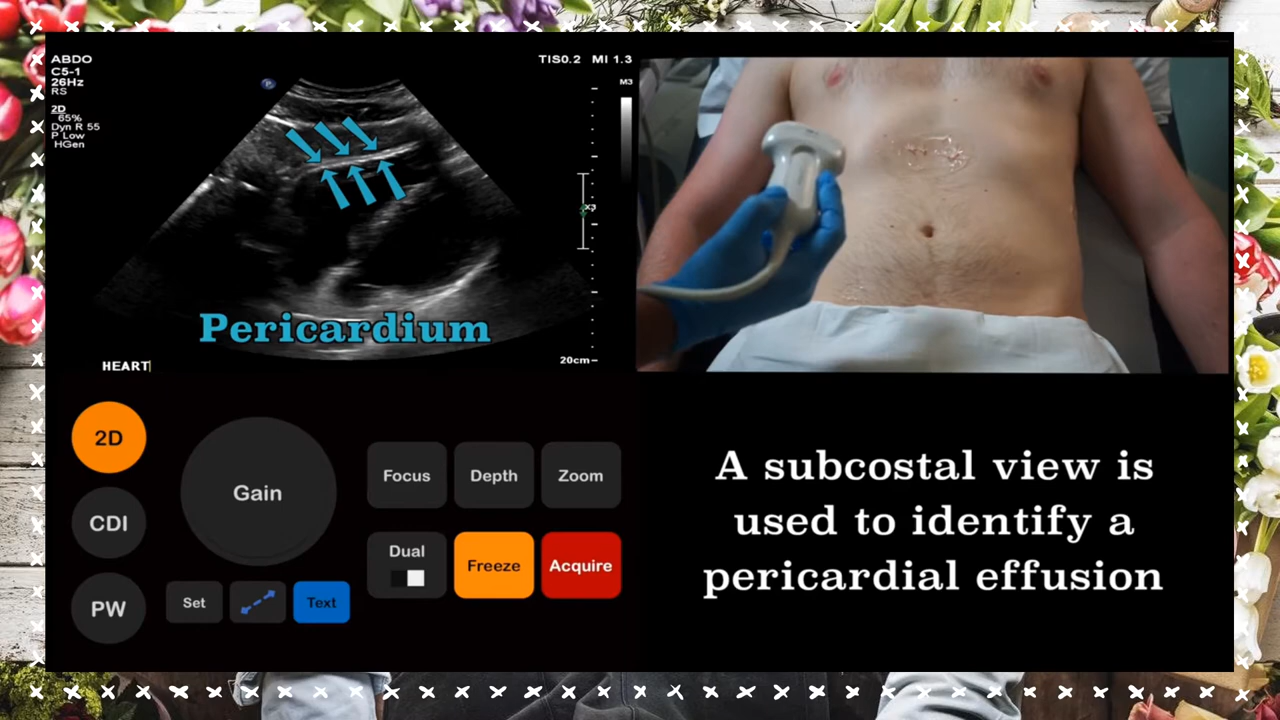 ABDO
C5-1
26Hz
RS
2D
65%
Dyn R 55
P Low
HGen
P
TIS0.2 MI 1.3
M3
Pericardium
20cm
HEART
2D
CDI
PW
Gain
Set
Text
Focus
Depth
Zoom
Dual
Freeze
Acquire
A subcostal view is
used to identify a
pericardial effusion